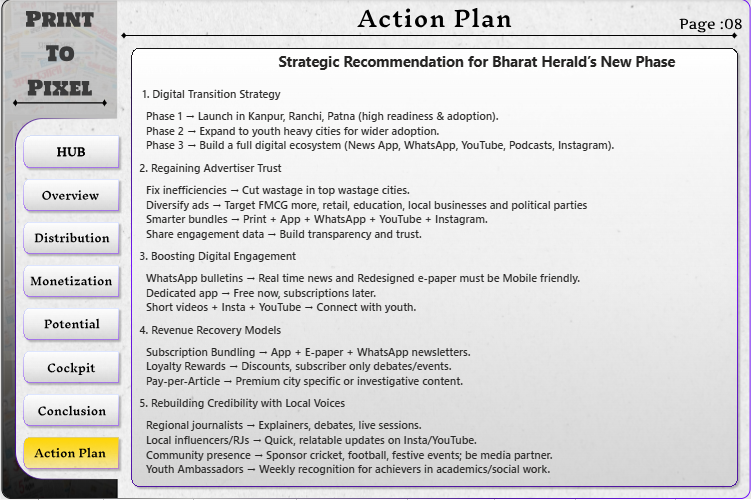 PRINT
TO
PIXEL
Action Plan
Page :08
HUB
Overview
Distribution
Monetization
Potential
Cockpit
Conclusion
Action Plan
Strategic Recommendation for Bharat Herald's New Phase
1. Digital Transition Strategy
Phase 1 → Launch in Kanpur, Ranchi, Patna (high readiness & adoption).
Phase 2 → Expand to youth heavy cities for wider adoption.
Phase 3 → Build a full digital ecosystem (News App, WhatsApp, YouTube, Podcasts, Instagram).
2. Regaining Advertiser Trust
Fix inefficiencies → Cut wastage in top wastage cities.
Diversify ads → Target FMCG more, retail, education, local businesses and political parties
Smarter bundles → Print + App + WhatsApp + YouTube + Instagram.
Share engagement data → Build transparency and trust.
3. Boosting Digital Engagement
WhatsApp bulletins → Real time news and Redesigned e-paper must be Mobile friendly.
Dedicated app → Free now, subscriptions later.
Short videos + Insta + YouTube → Connect with youth.
4. Revenue Recovery Models
Subscription Bundling → App + E-paper + WhatsApp newsletters.
Loyalty Rewards → Discounts, subscriber only debates/events.
Pay-per-Article → Premium city specific or investigative content.
5. Rebuilding Credibility with Local Voices
Regional journalists → Explainers, debates, live sessions.
Local influencers/RJs → Quick, relatable updates on Insta/YouTube.
Community presence → Sponsor cricket, football, festive events; be media partner.
Youth Ambassadors → Weekly recognition for achievers in academics/social work.